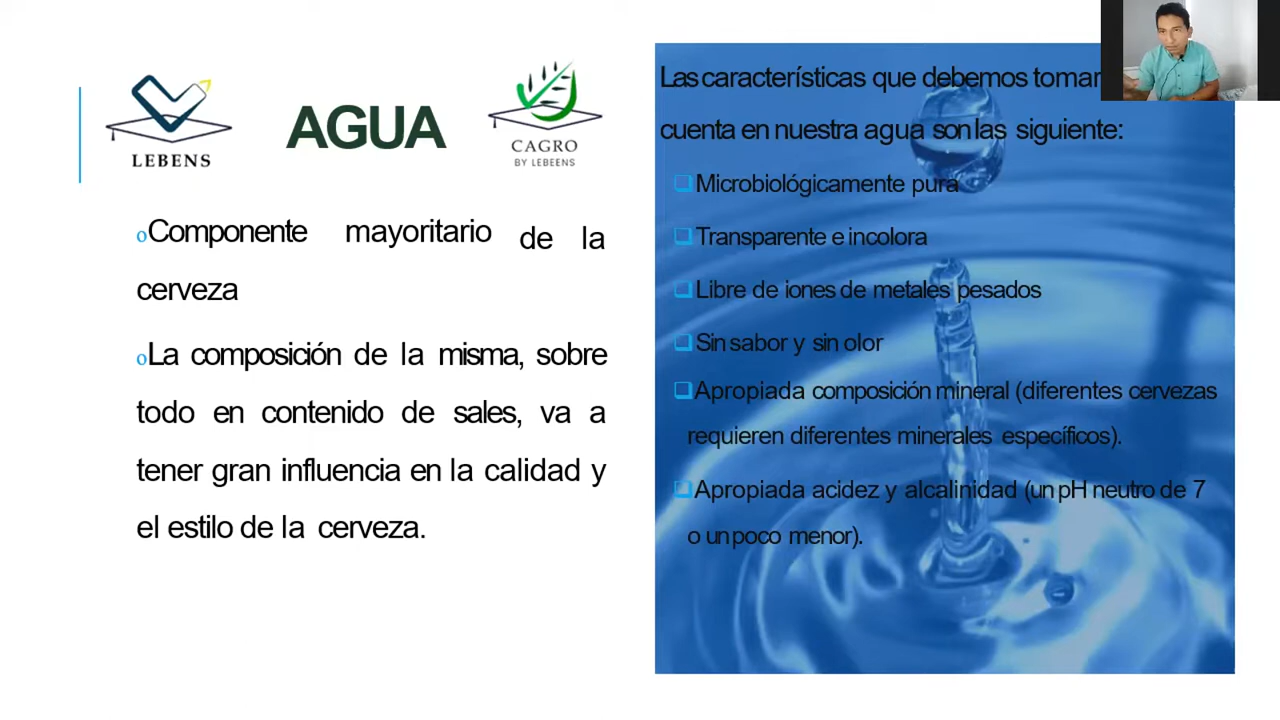 LEBENS
AGUA
CAGRO
BY LEBEENS
oComponente mayoritario de la
cerveza
oLa composición de la misma, sobre
todo en contenido de sales, va a
tener gran influencia en la calidad y
el estilo de la cerveza.
Las características que debemos tomar
cuenta en nuestra agua son las siguiente:
❑Microbiológicamente pura
❑Transparente e incolora
❑Libre de iones de metales pesados
❑Sin sabor y sin olor
❑Apropiada composición mineral (diferentes cervezas
requieren diferentes minerales específicos).
❑Apropiada acidez y alcalinidad (un pH neutro de 7
o un poco menor).